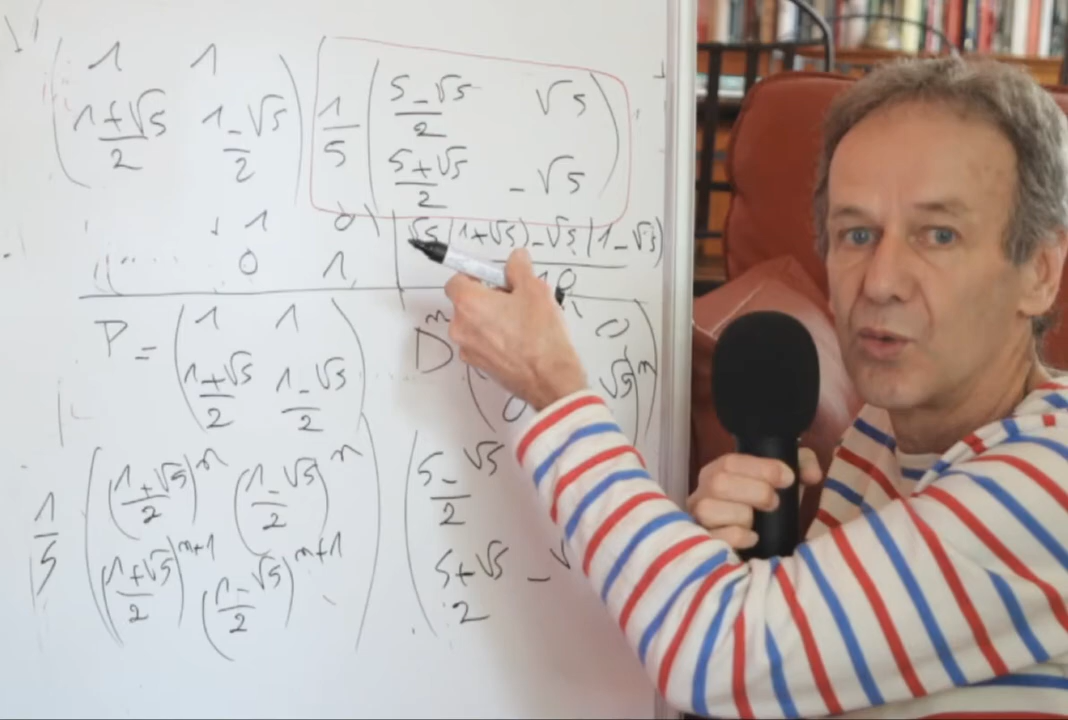 1 1 1/5 (5-√5)/2 √5
(1+√5)/2 (1-√5)/2 (5+√5)/2 -√5
1 0 √5(1+√5)-√5(1-√5)
0 1 10
P = 1 1 D^n 0
(1+√5)/2 (1-√5)/2 0 √5)^n
1/5 ((1+√5)/2)^n ((1-√5)/2)^n (5-√5)/2
((1+√5)/2)^(n+1) ((1-√5)/2)^(n+1) (5+√5)/2 -√